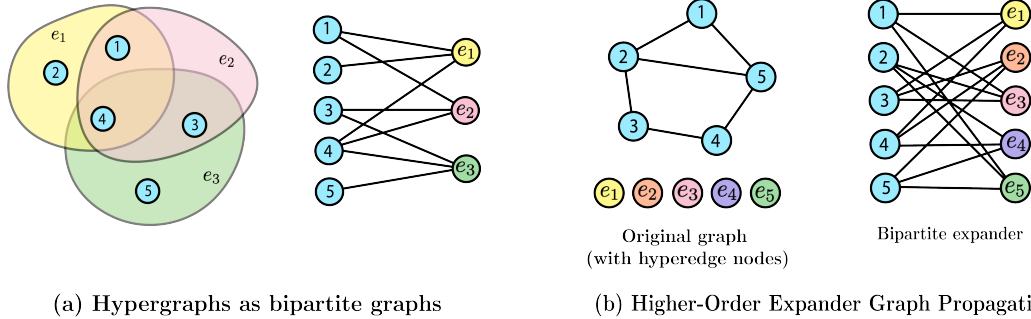 e1
1
e2
2
4
3
e3
5
1
2
3
4
5
e1
e2
e3
(a) Hypergraphs as bipartite graphs
1
2
5
3
4
e1 e2 e3 e4 e5
Original graph
(with hyperedge nodes)
1 e1
2 e2
3 e3
4 e4
5 e5
Bipartite expander
(b) Higher-Order Expander Graph Propagati